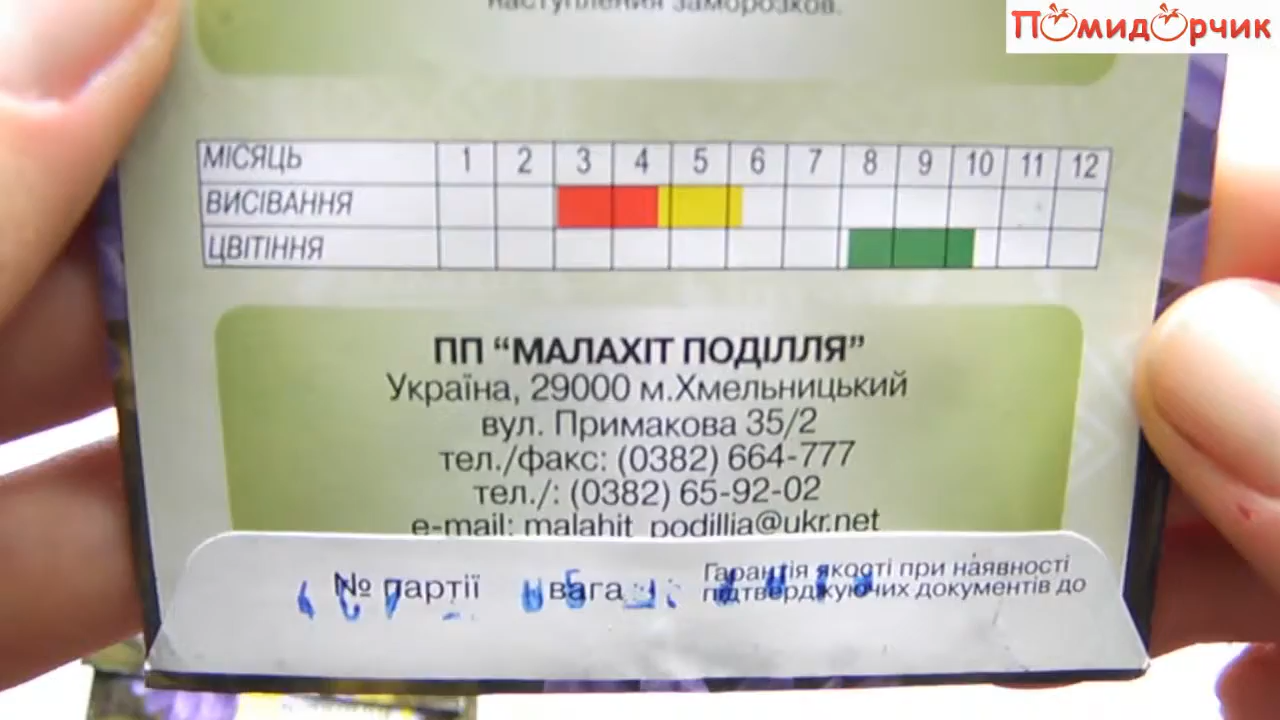 наступления заморозков.
Помидорчик
МІСЯЦЬ 1 2 3 4 5 6 7 8 9 10 11 12
ВИСІВАННЯ
ЦВІТІННЯ
ПП “МАЛАХІТ ПОДІЛЛЯ”
Україна, 29000 м.Хмельницький
вул. Примакова 35/2
тел./факс: (0382) 664-777
тел./: (0382) 65-92-02
e-mail: malahit_podillia@ukr.net
№ партії вага
Гарантія якості при наявності
підтверджуючих документів до